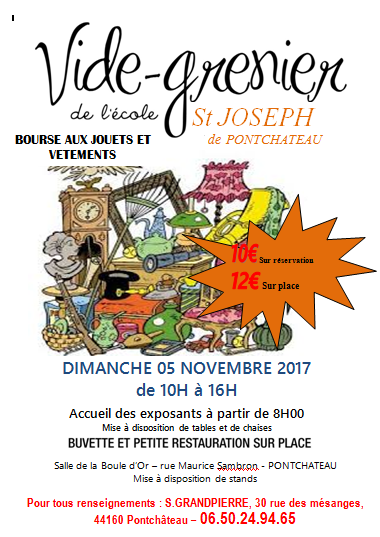 Vide-grenier
de l'école St JOSEPH
de PONTCHATEAU
BOURSE AUX JOUETS ET
VETEMENTS
10€ Sur réservation
12€ Sur place
DIMANCHE 05 NOVEMBRE 2017
de 10H à 16H
Accueil des exposants à partir de 8H00
Mise à disposition de tables et de chaises
BUVETTE ET PETITE RESTAURATION SUR PLACE
Salle de la Boule d'Or – rue Maurice Sambron - PONTCHATEAU
Mise à disposition de stands
Pour tous renseignements : S.GRANDPIERRE, 30 rue des mésanges,
44160 Pontchâteau – 06.50.24.94.65